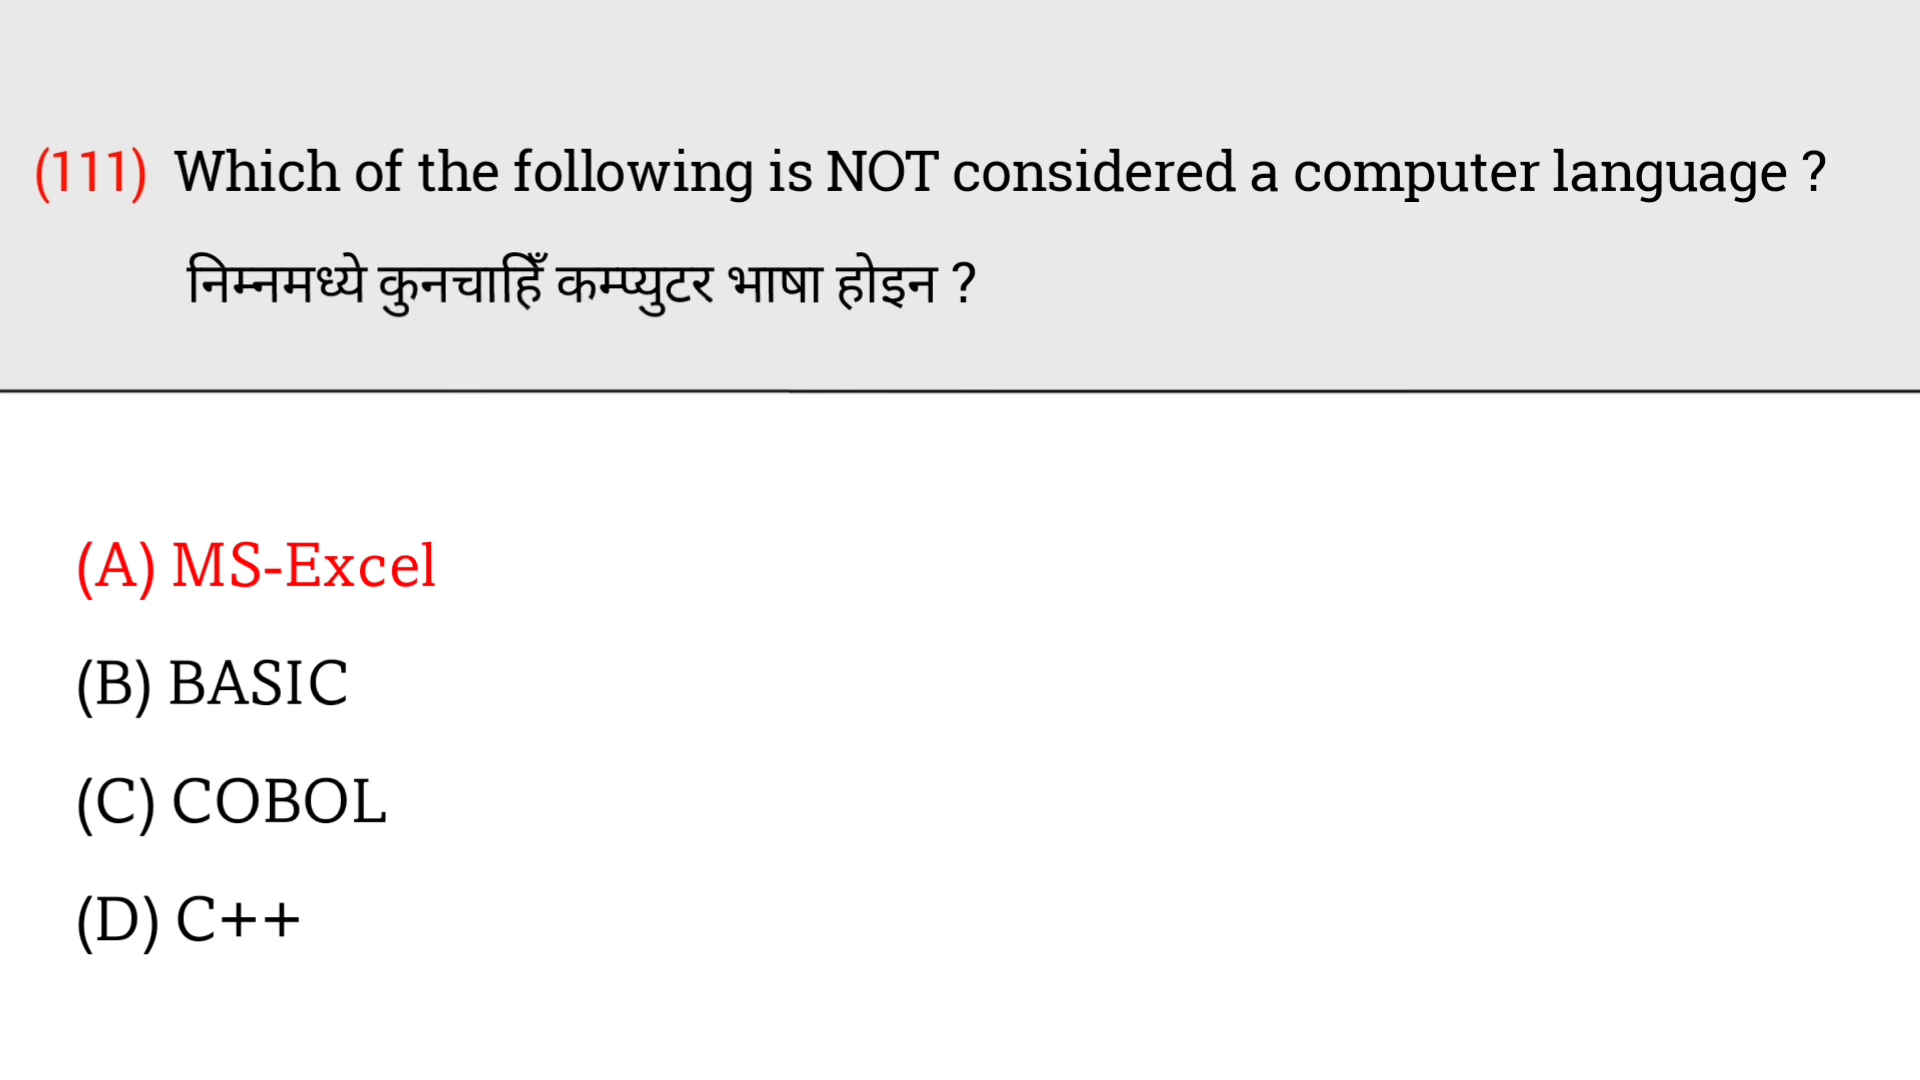 (111) Which of the following is NOT considered a computer language ?
निम्नमध्ये कुनचाहिँ कम्प्युटर भाषा होइन ?
(A) MS-Excel
(B) BASIC
(C) COBOL
(D) C++